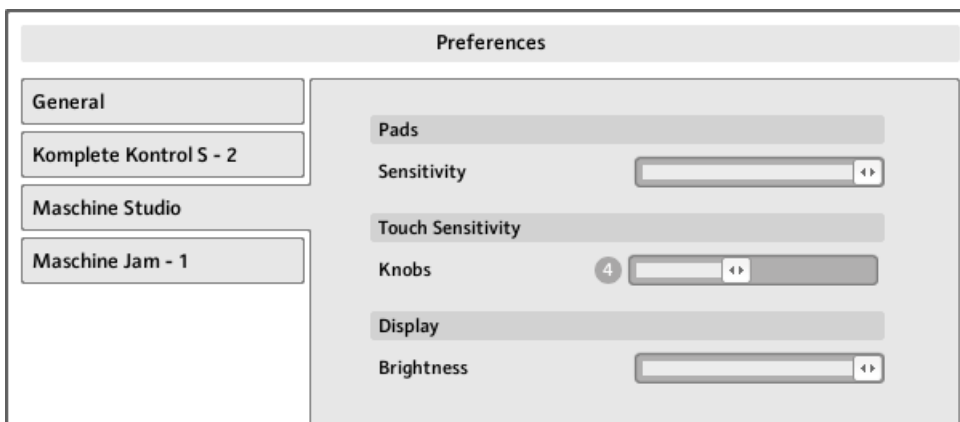 Preferences
General
Komplete Kontrol S - 2
Maschine Studio
Maschine Jam - 1
Pads
Sensitivity
Touch Sensitivity
Knobs 4
Display
Brightness